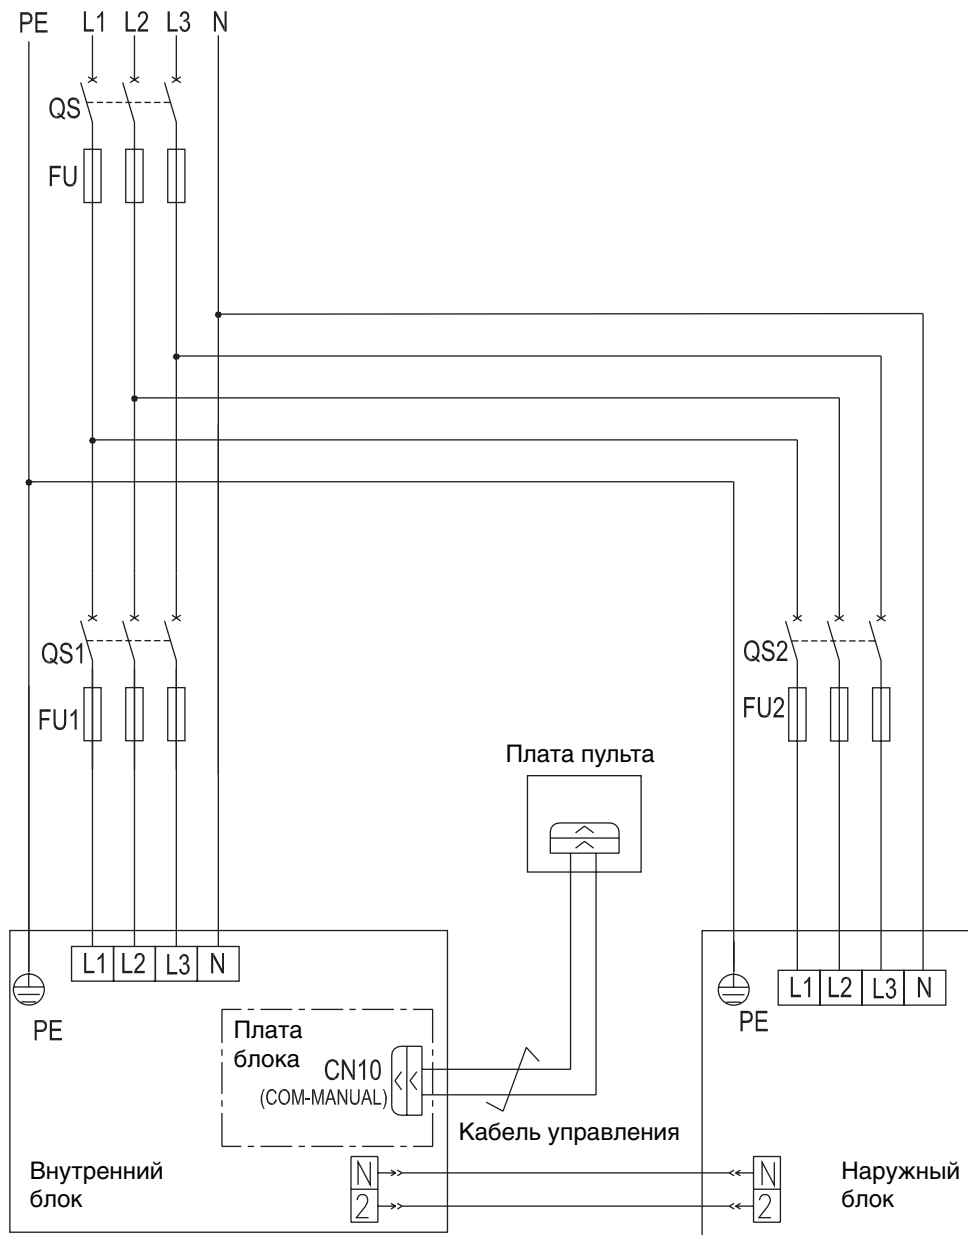 PE L1 L2 L3 N
QS
FU
QS1
QS2
FU1
FU2
Плата пульта
L1 L2 L3 N
L1 L2 L3 N
PE
PE
Плата
блока
CN10
(COM-MANUAL)
Кабель управления
Внутренний
блок
N
2
N
2
Наружный
блок